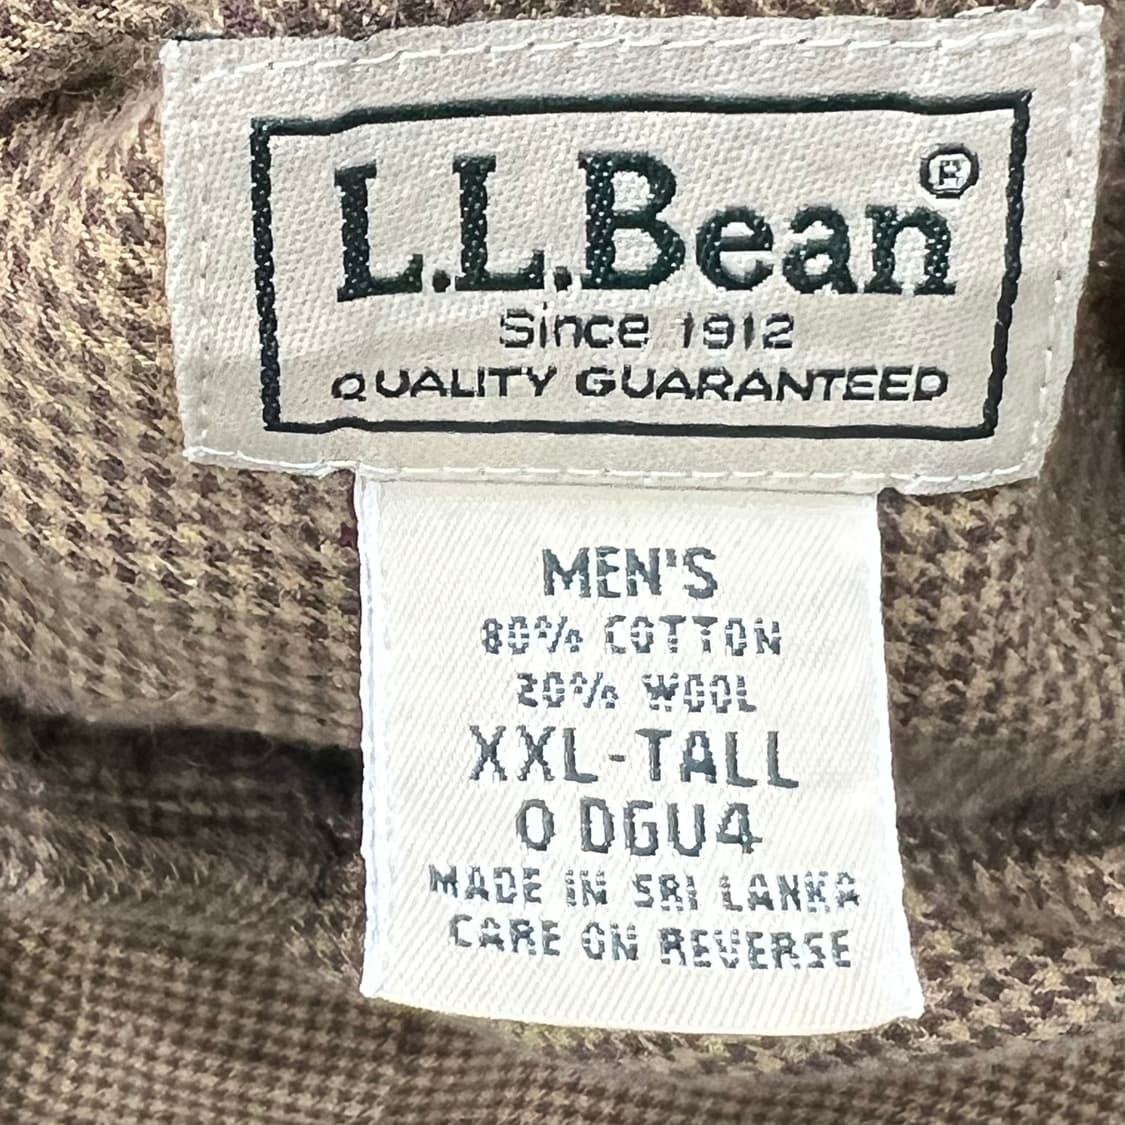 L.L.Bean®
Since 1912
QUALITY GUARANTEED
MEN'S
80% COTTON
20% WOOL
XXL-TALL
0 DGU4
MADE IN SRI LANKA
CARE ON REVERSE